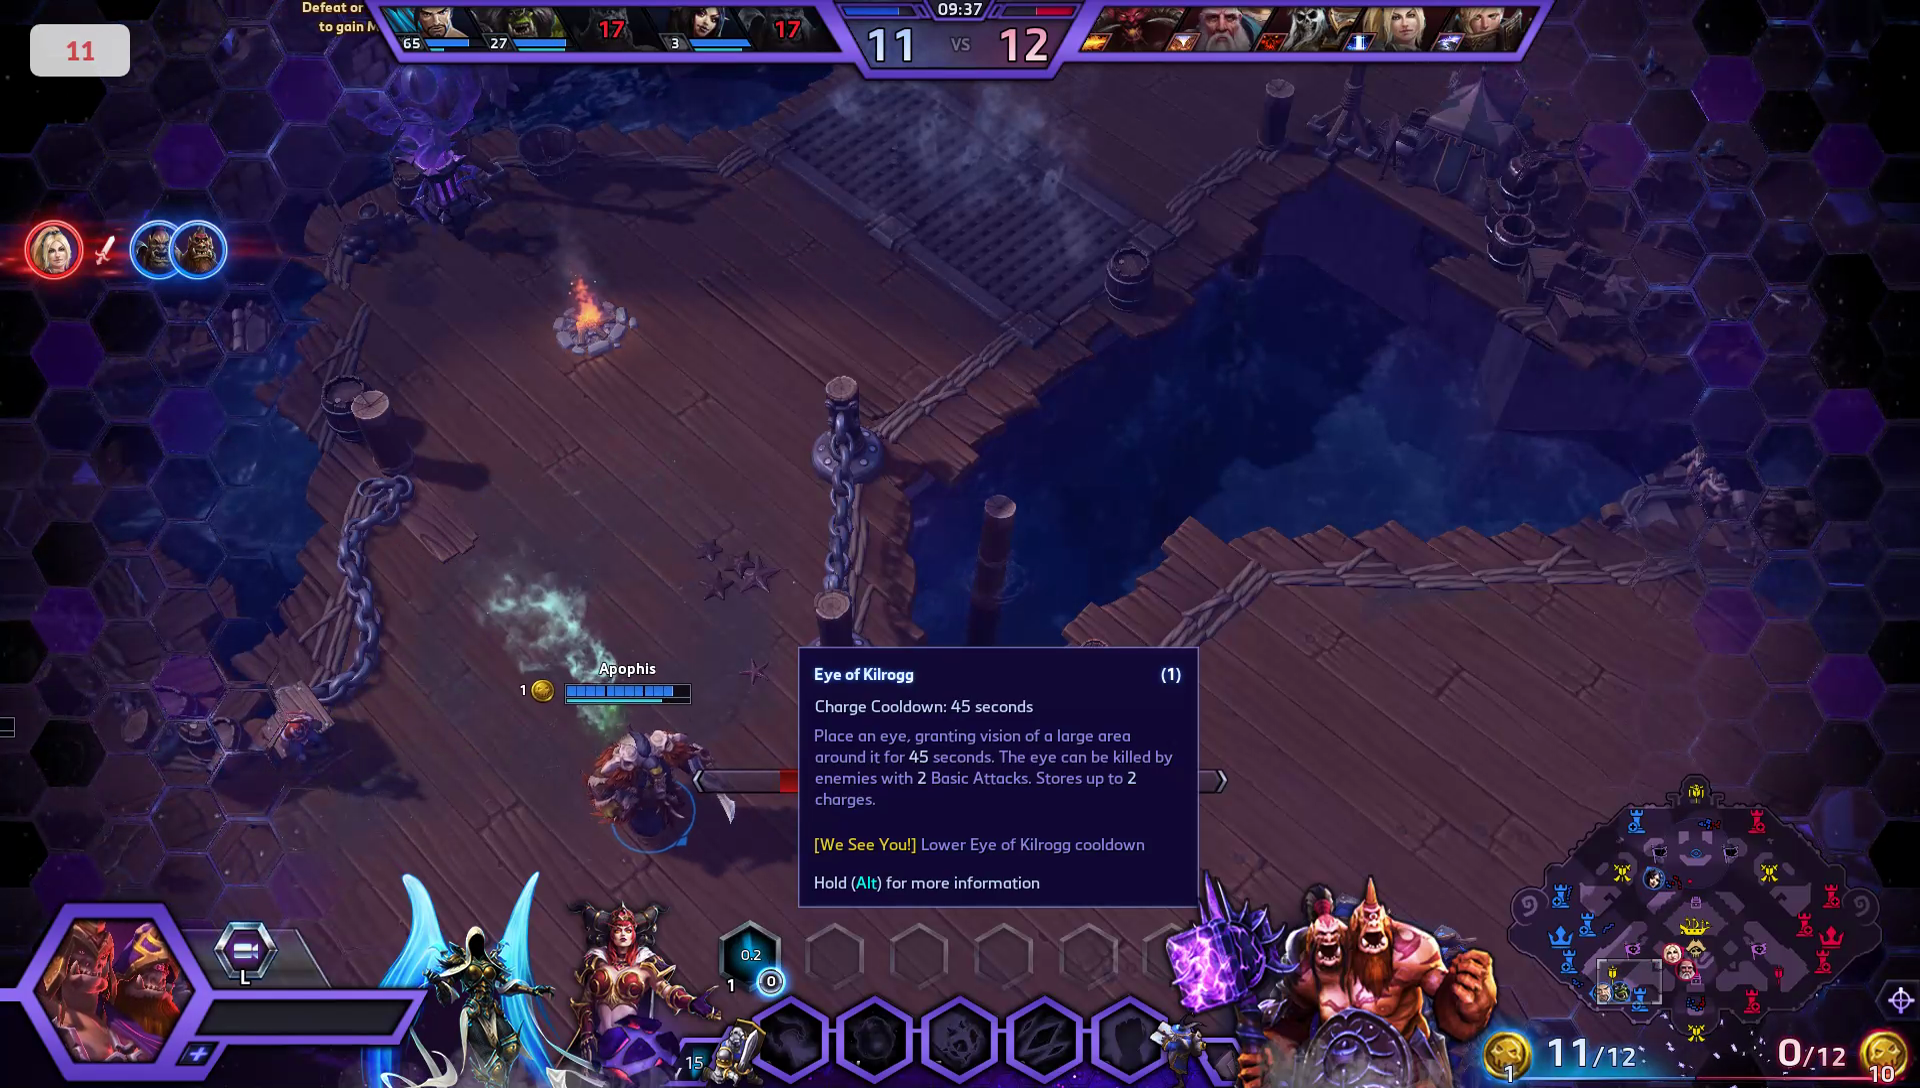 Defeat or
to gain M
11
65
27
17
3
17
09:37
11 VS 12
Apophis
1
Eye of Kilrogg (1)
Charge Cooldown: 45 seconds
Place an eye, granting vision of a large area
around it for 45 seconds. The eye can be killed by
enemies with 2 Basic Attacks. Stores up to 2
charges.
[We See You!] Lower Eye of Kilrogg cooldown
Hold (Alt) for more information
L
0.2
1
0
15
11/12
1
0/12
10